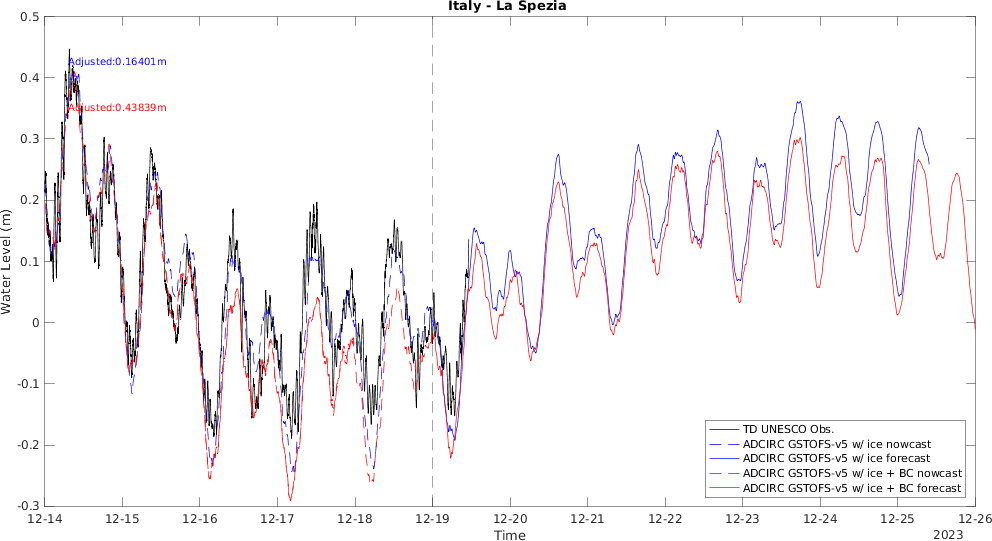 Italy - La Spezia
0.5
0.4
0.3
0.2
0.1
0
-0.1
-0.2
-0.3
Water Level (m)
Adjusted:0.16401m
Adjusted:0.43839m
TD UNESCO Obs.
ADCIRC GSTOFS-v5 w/ ice nowcast
ADCIRC GSTOFS-v5 w/ ice forecast
ADCIRC GSTOFS-v5 w/ ice + BC nowcast
ADCIRC GSTOFS-v5 w/ ice + BC forecast
12-14 12-15 12-16 12-17 12-18 12-19 12-20 12-21 12-22 12-23 12-24 12-25 12-26
Time
2023